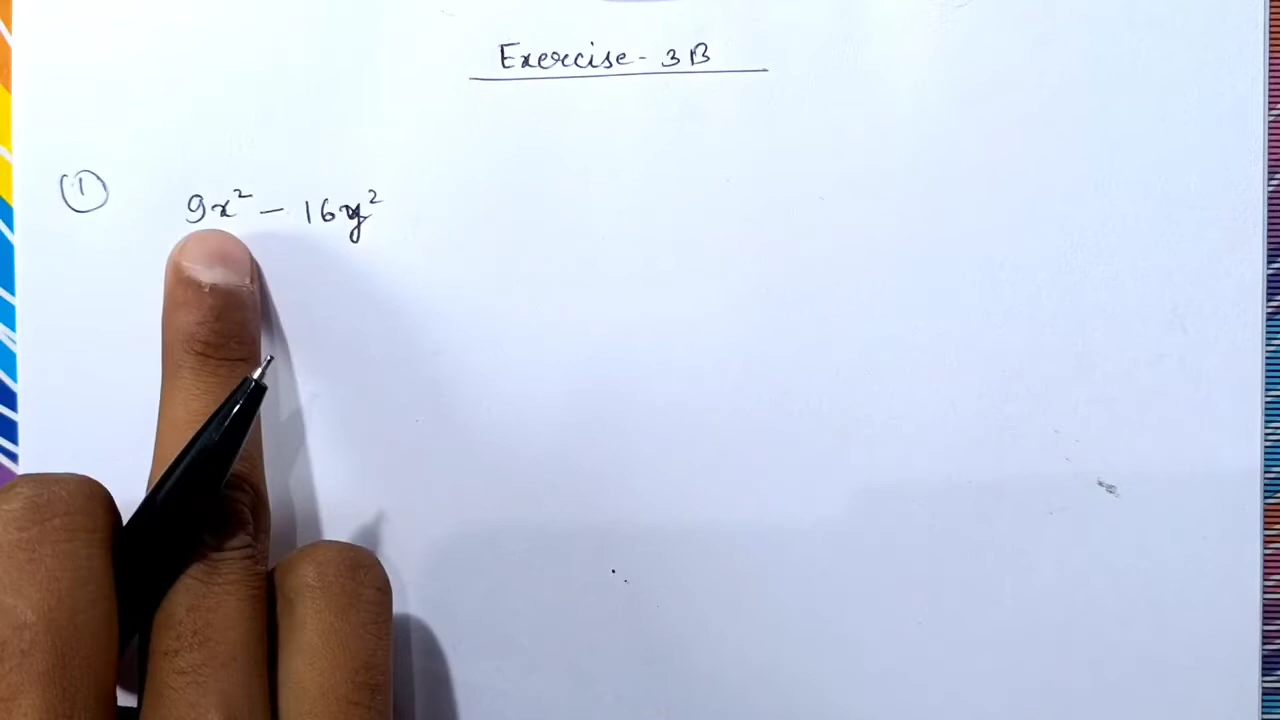 Exercise - 3B
① 9x² - 16y²